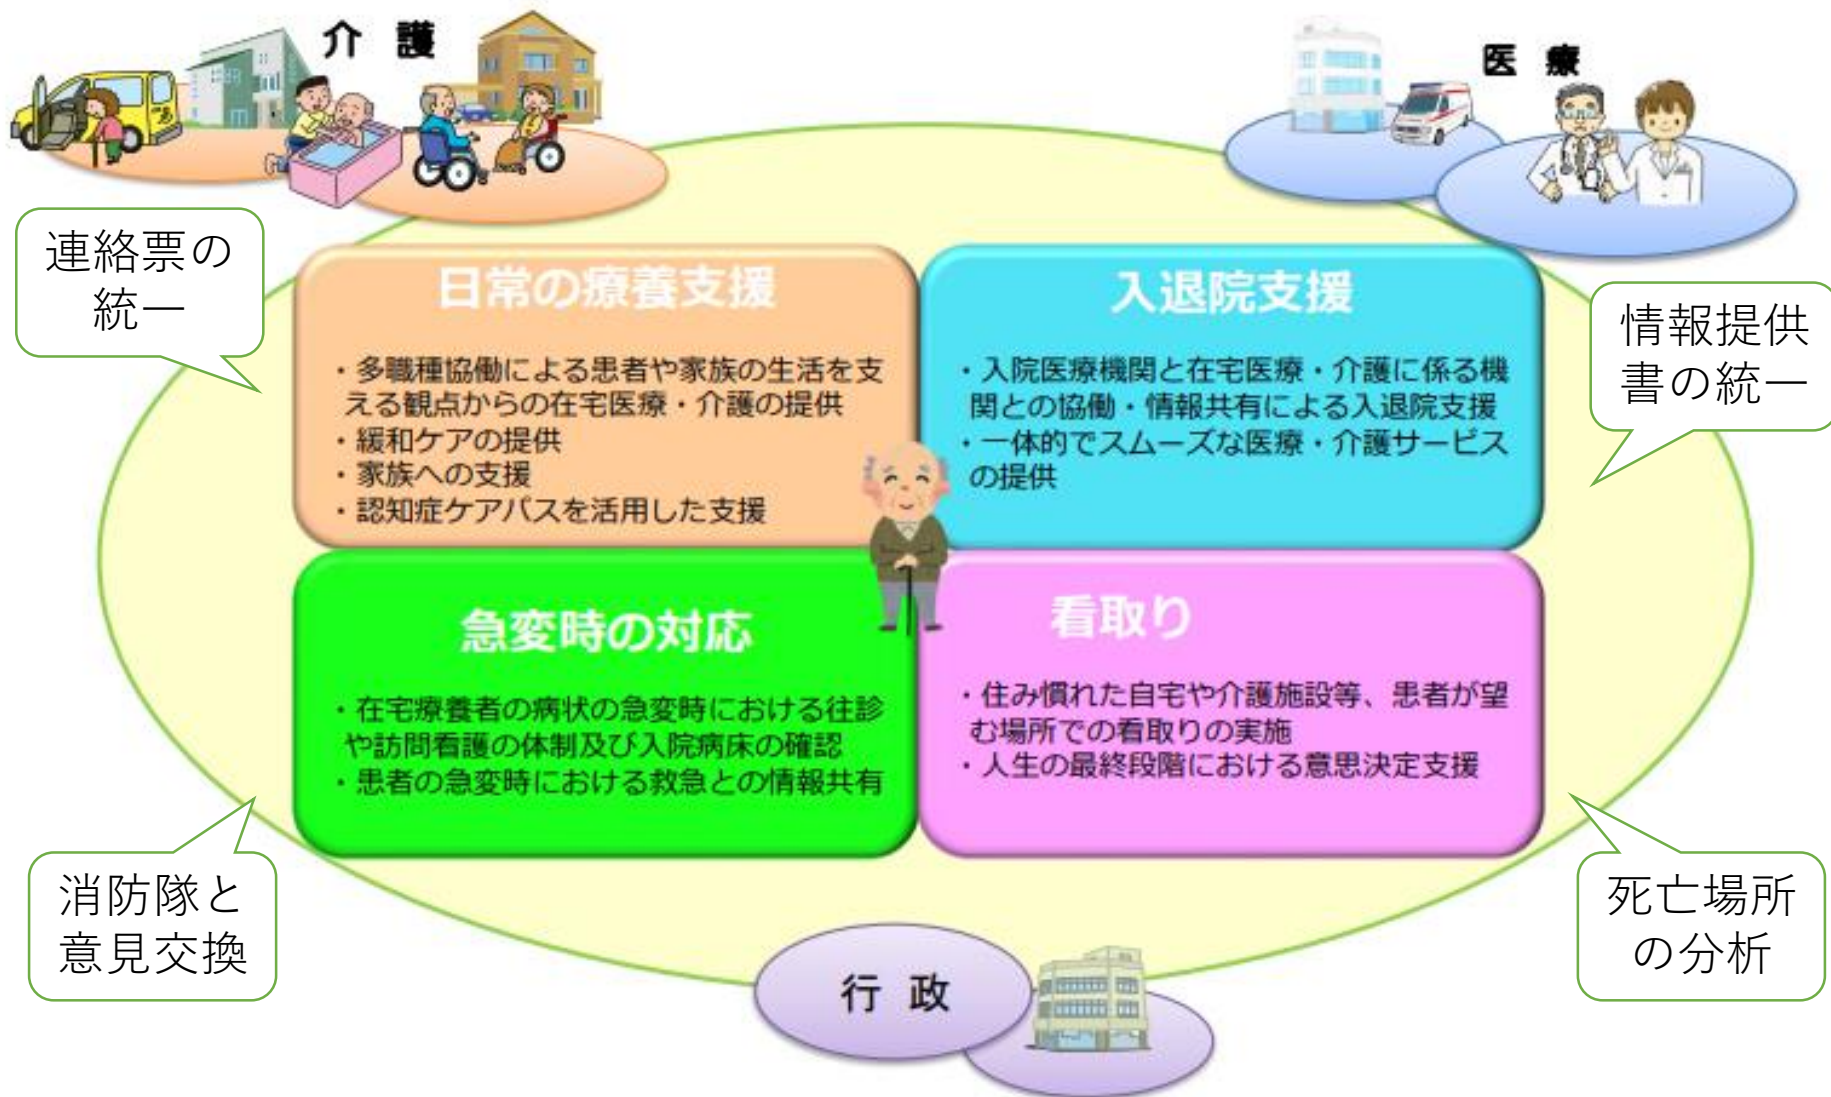 介 護
医 療
連絡票の
統一
日常の療養支援
・多職種協働による患者や家族の生活を支
える観点からの在宅医療・介護の提供
・緩和ケアの提供
・家族への支援
・認知症ケアパスを活用した支援
入退院支援
・入院医療機関と在宅医療・介護に係る機
関との協働・情報共有による入退院支援
・一体的でスムーズな医療・介護サービス
の提供
情報提供
書の統一
急変時の対応
・在宅療養者の病状の急変時における往診
や訪問看護の体制及び入院病床の確認
・患者の急変時における救急との情報共有
看取り
・住み慣れた自宅や介護施設等、患者が望
む場所での看取りの実施
・人生の最終段階における意思決定支援
消防隊と
意見交換
死亡場所
の分析
行 政